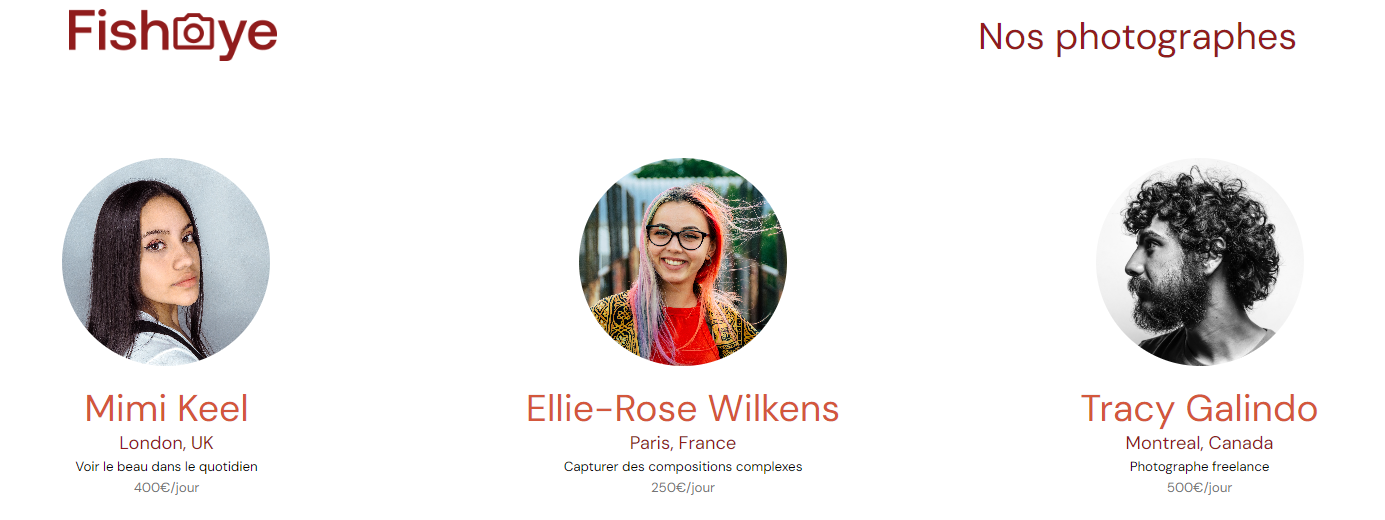 Fisheye
Nos photographes
Mimi Keel
London, UK
Voir le beau dans le quotidien
400€/jour
Ellie-Rose Wilkens
Paris, France
Capturer des compositions complexes
250€/jour
Tracy Galindo
Montreal, Canada
Photographe freelance
500€/jour